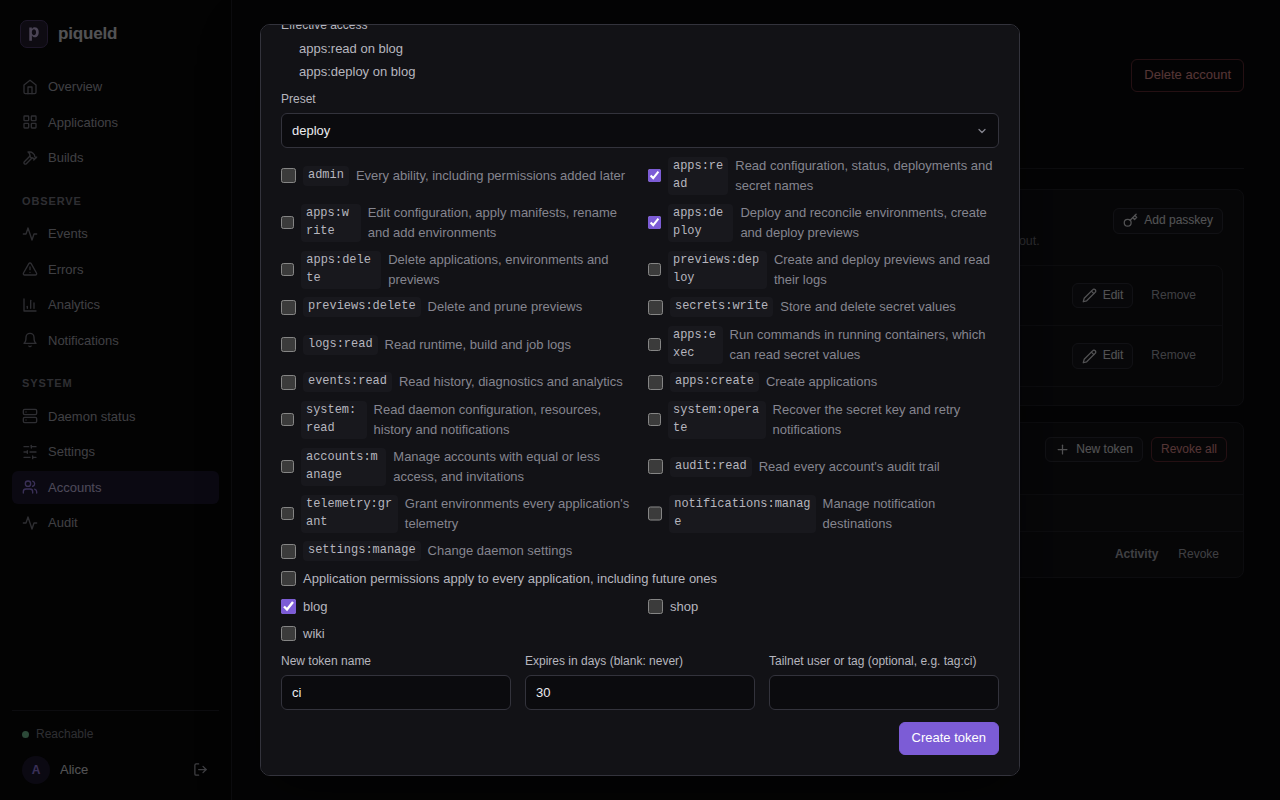 piqueld
Overview
Applications
Builds
OBSERVE
Events
Errors
Analytics
Notifications
SYSTEM
Daemon status
Settings
Accounts
Audit
Reachable
A Alice
Delete account
Add passkey
out.
Edit Remove
Edit Remove
New token Revoke all
Activity Revoke
Effective access
apps:read on blog
apps:deploy on blog
Preset
deploy
admin Every ability, including permissions added later
apps:re
ad
Read configuration, status, deployments and
secret names
apps:w
rite
Edit configuration, apply manifests, rename
and add environments
apps:de
ploy
Deploy and reconcile environments, create
and deploy previews
apps:dele
te
Delete applications, environments and
previews
previews:dep
loy
Create and deploy previews and read
their logs
previews:delete Delete and prune previews
secrets:write Store and delete secret values
logs:read Read runtime, build and job logs
apps:e
xec
Run commands in running containers, which
can read secret values
events:read Read history, diagnostics and analytics
apps:create Create applications
system:
read
Read daemon configuration, resources,
history and notifications
system:opera
te
Recover the secret key and retry
notifications
accounts:m
anage
Manage accounts with equal or less
access, and invitations
audit:read Read every account's audit trail
telemetry:gr
ant
Grant environments every application's
telemetry
notifications:manag
e
Manage notification
destinations
settings:manage Change daemon settings
Application permissions apply to every application, including future ones
blog
shop
wiki
New token name
ci
Expires in days (blank: never)
30
Tailnet user or tag (optional, e.g. tag:ci)
Create token